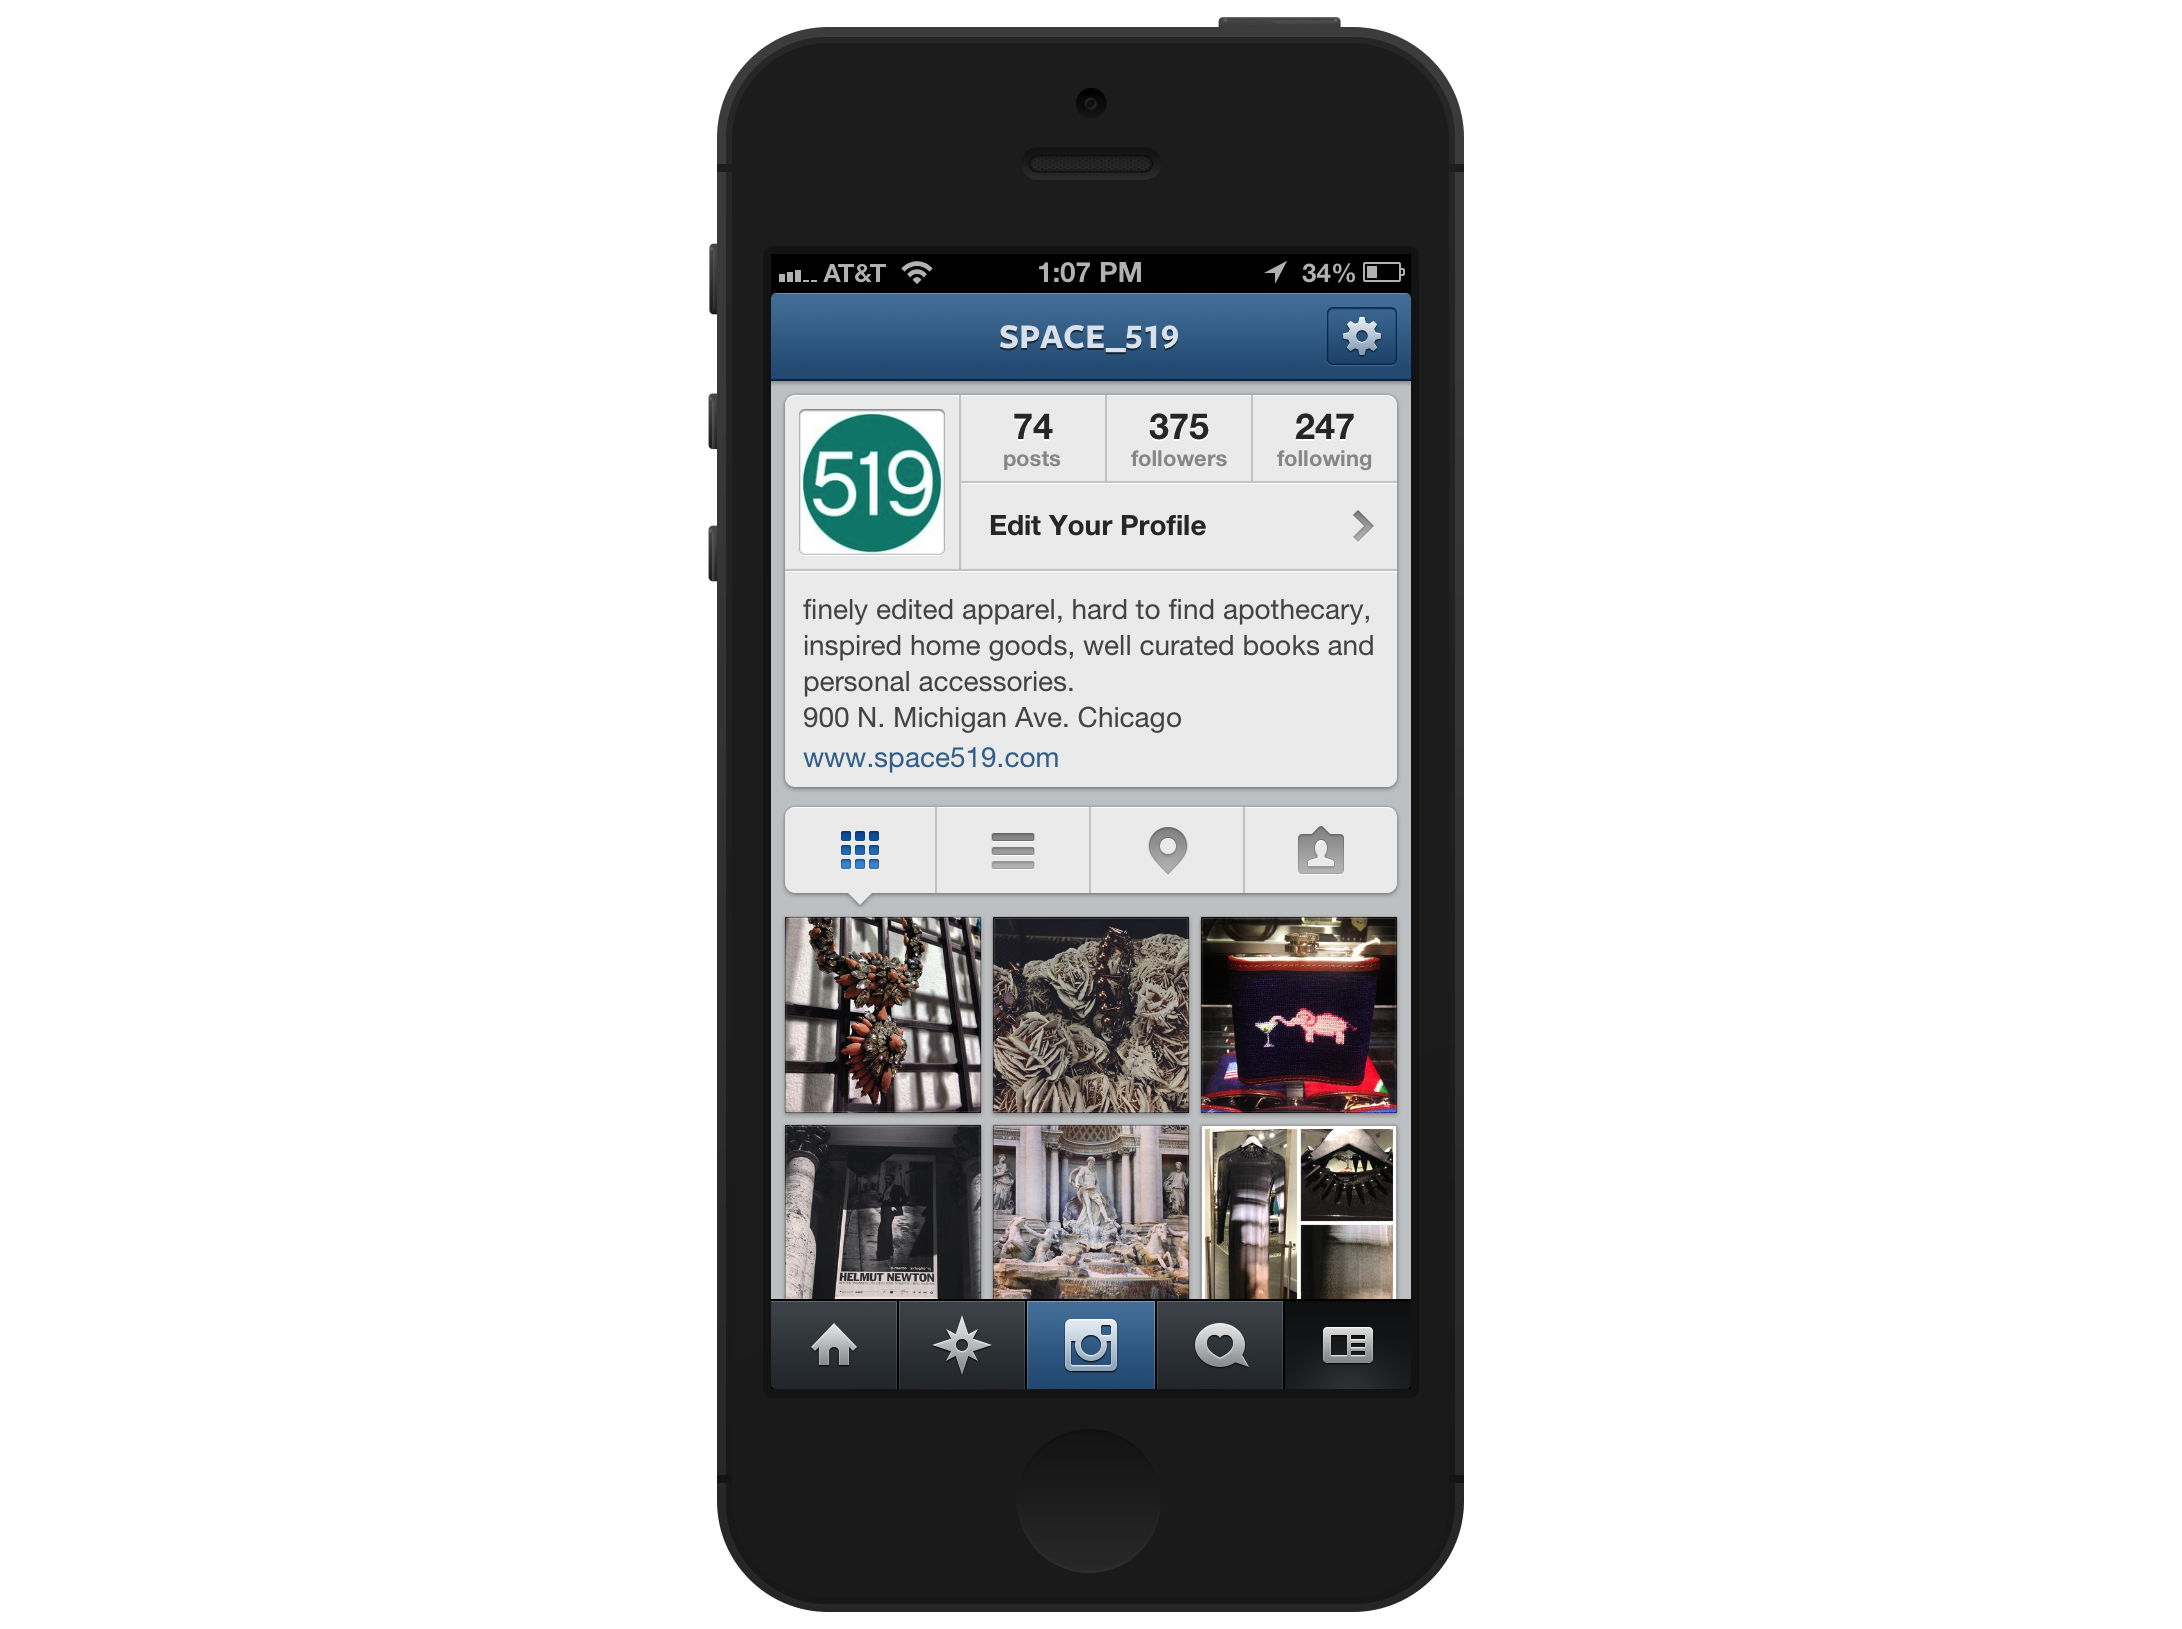 AT&T 1:07 PM 34%
SPACE_519
519
74 375 247
posts followers following
Edit Your Profile
finely edited apparel, hard to find apothecary,
inspired home goods, well curated books and
personal accessories.
900 N. Michigan Ave. Chicago
www.space519.com
HELMUT NEWTON